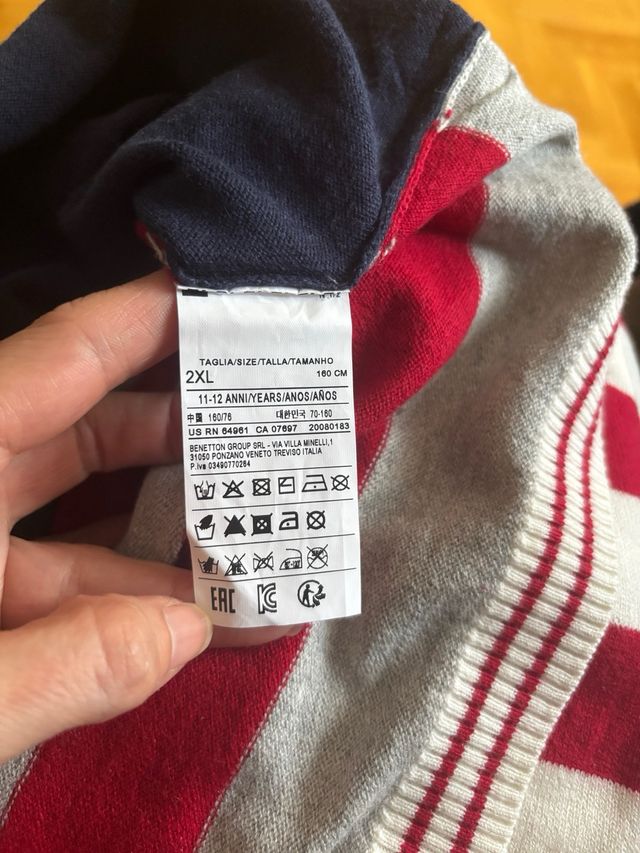 TAGLIA/SIZE/TALLA/TAMANHO
2XL 160 CM
11-12 ANNI/YEARS/ANOS/AÑOS
中国 160/76 대한민국 70-160
US RN 64961 CA 07697 20080183
BENETTON GROUP SRL - VIA VILLA MINELLI,1
31050 PONZANO VENETO TREVISO ITALIA
P.iva 03490770264
EAC